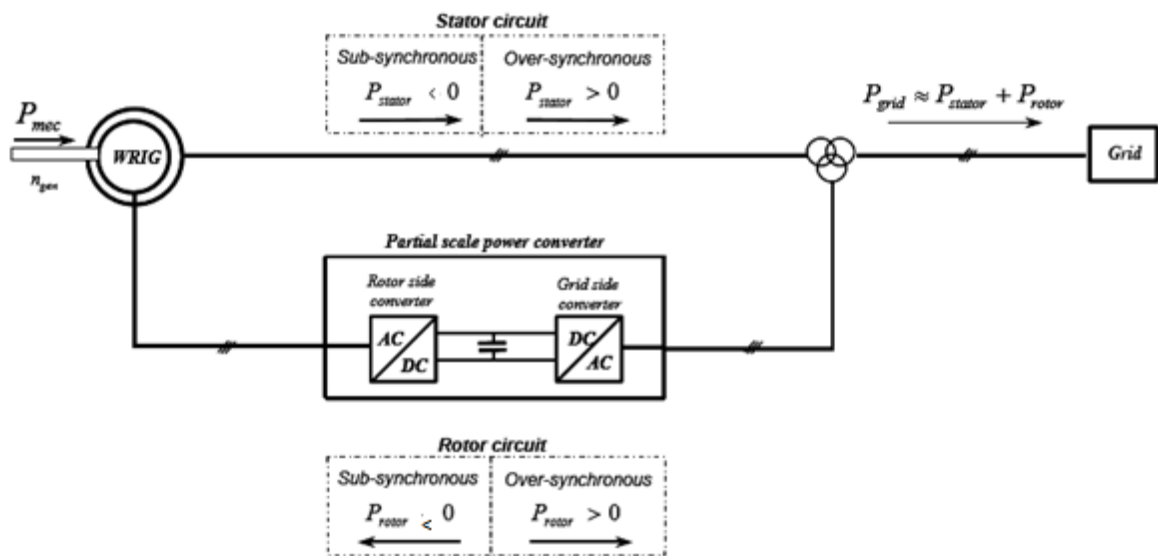 Stator circuit
Sub-synchronous Over-synchronous
P_stator < 0 P_stator > 0
P_grid ≈ P_stator + P_rotor
P_mec
WRIG
n_gen
Grid
Partial scale power converter
Rotor side converter
Grid side converter
AC
DC
DC
AC
Rotor circuit
Sub-synchronous Over-synchronous
P_rotor < 0 P_rotor > 0